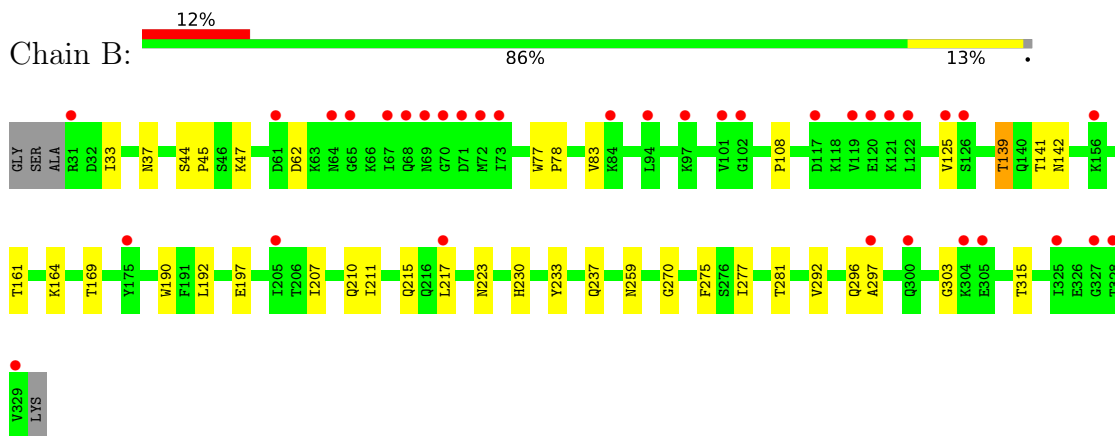 12%
Chain B:
86% 13% •
GLY SER ALA R31 D32 I33 N37 S44 P45 S46 K47 D61 D62 K63 N64 G65 K66 I67 Q68 N69 G70 D71 M72 I73 W77 P78 V83 K84 L94 K97 V101 G102 P108 D117 K118 V119 E120 K121 L122 V125 S126 T139 Q140 T141 N142 K156
T161 K164 T169 Y175 W190 F191 L192 E197 I205 T206 I207 Q210 I211 Q215 Q216 L217 N223 H230 Y233 Q237 N259 G270 F275 S276 I277 T281 V292 Q296 A297 Q300 G303 K304 E305 T315 I325 E326 G327 T328
V329 LYS